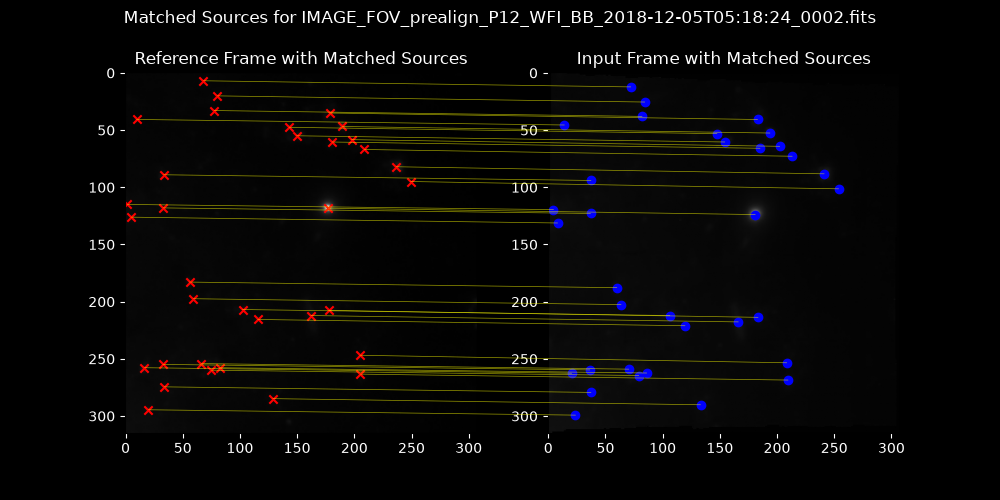 Matched Sources for IMAGE_FOV_prealign_P12_WFI_BB_2018-12-05T05:18:24_0002.fits
Reference Frame with Matched Sources
Input Frame with Matched Sources
0
50
100
150
200
250
300
0 50 100 150 200 250 300
0
50
100
150
200
250
300
0 50 100 150 200 250 300